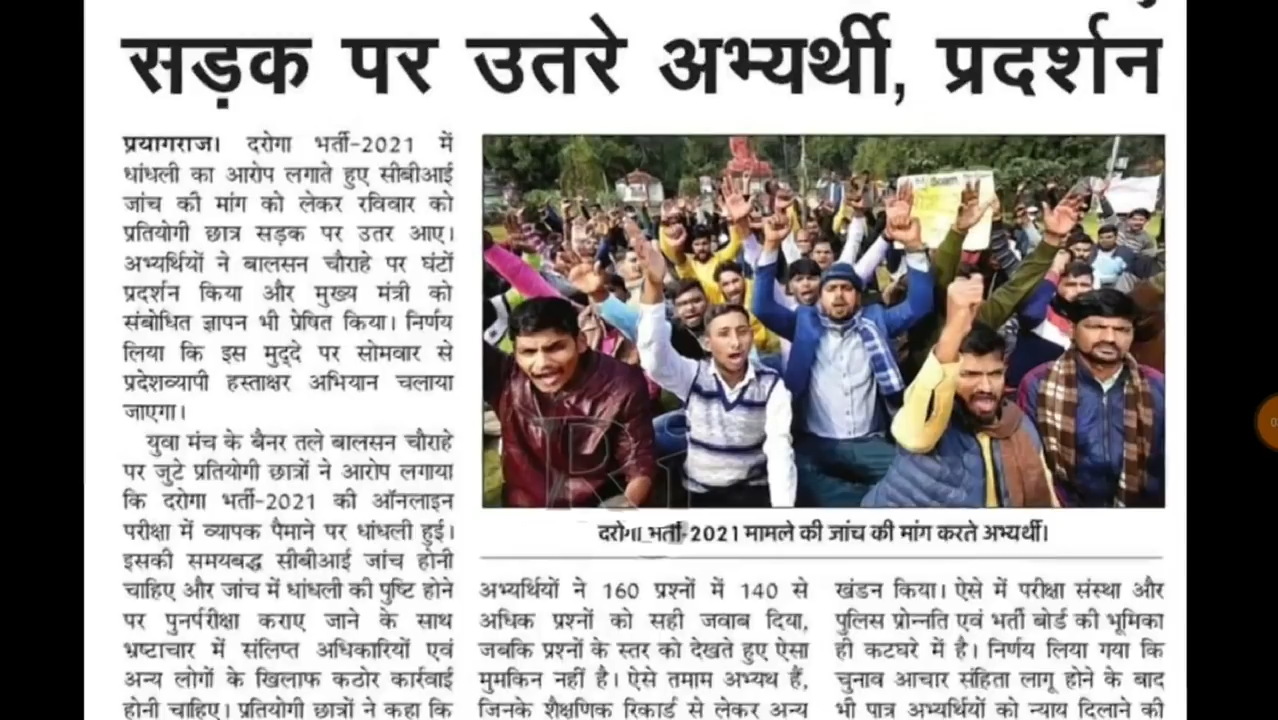 सड़क पर उतरे अभ्यर्थी, प्रदर्शन
प्रयागराज। दरोगा भर्ती-2021 में
धांधली का आरोप लगाते हुए सीबीआई
जांच की मांग को लेकर रविवार को
प्रतियोगी छात्र सड़क पर उतर आए।
अभ्यर्थियों ने बालसन चौराहे पर घंटों
प्रदर्शन किया और मुख्य मंत्री को
संबोधित ज्ञापन भी प्रेषित किया। निर्णय
लिया कि इस मुद्दे पर सोमवार से
प्रदेशव्यापी हस्ताक्षर अभियान चलाया
जाएगा।
युवा मंच के बैनर तले बालसन चौराहे
पर जुटे प्रतियोगी छात्रों ने आरोप लगाया
कि दरोगा भर्ती-2021 की ऑनलाइन
परीक्षा में व्यापक पैमाने पर धांधली हुई।
इसकी समयबद्ध सीबीआई जांच होनी
चाहिए और जांच में धांधली की पुष्टि होने
पर पुनर्परीक्षा कराए जाने के साथ
भ्रष्टाचार में संलिप्त अधिकारियों एवं
अन्य लोगों के खिलाफ कठोर कार्रवाई
होनी चाहिए। प्रतियोगी छात्रों ने कहा कि
दरोगा भर्ती-2021 मामले की जांच की मांग करते अभ्यर्थी।
अभ्यर्थियों ने 160 प्रश्नों में 140 से
अधिक प्रश्नों को सही जवाब दिया,
जबकि प्रश्नों के स्तर को देखते हुए ऐसा
मुमकिन नहीं है। ऐसे तमाम अभ्यथ हैं,
जिनके शैक्षणिक रिकार्ड से लेकर अन्य
खंडन किया। ऐसे में परीक्षा संस्था और
पुलिस प्रोन्नति एवं भर्ती बोर्ड की भूमिका
ही कटघरे में है। निर्णय लिया गया कि
चुनाव आचार संहिता लागू होने के बाद
भी पात्र अभ्यर्थियों को न्याय दिलाने की